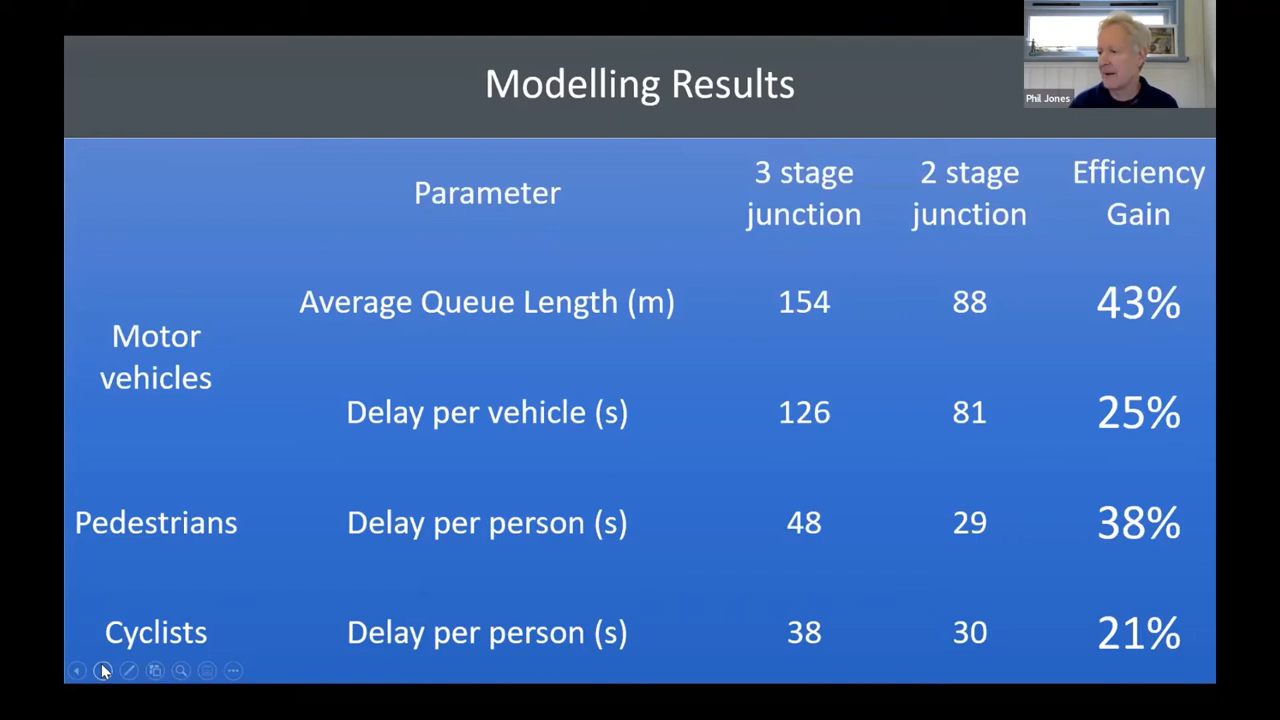 Modelling Results
Phil Jones
Parameter
3 stage
junction
2 stage
junction
Efficiency
Gain
Motor
vehicles
Average Queue Length (m)
154
88
43%
Delay per vehicle (s)
126
81
25%
Pedestrians
Delay per person (s)
48
29
38%
Cyclists
Delay per person (s)
38
30
21%